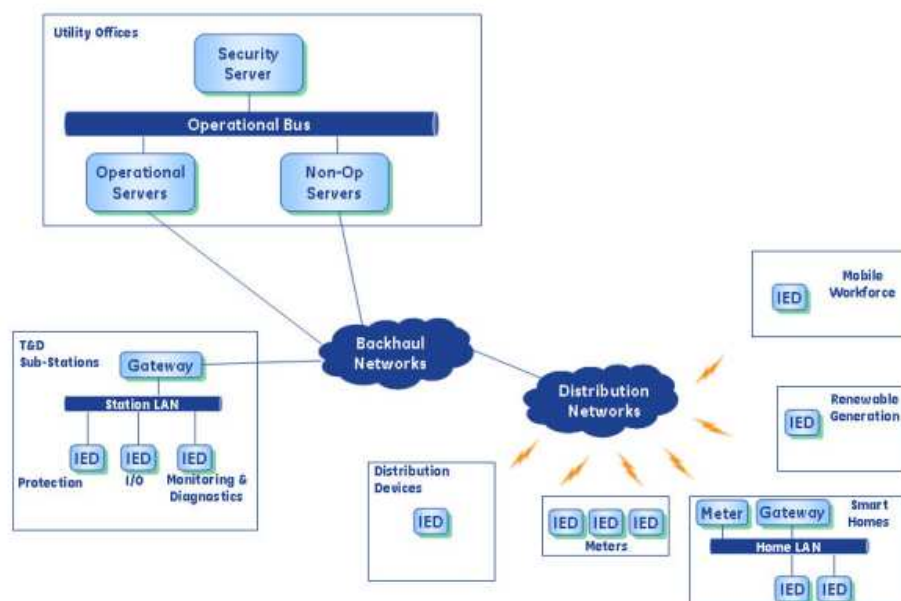 Utility Offices
Security
Server
Operational Bus
Operational
Servers
Non-Op
Servers
Backhaul
Networks
Distribution
Networks
T&D
Sub-Stations
Gateway
Station LAN
IED
IED
IED
Protection
I/O
Monitoring &
Diagnostics
Distribution
Devices
IED
IED
IED
IED
Meters
Mobile
Workforce
IED
Renewable
Generation
IED
Smart
Homes
Meter
Gateway
Home LAN
IED
IED